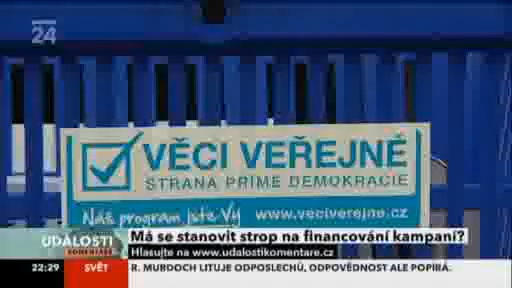 24
VĚCI VEŘEJNÉ
STRANA PŘÍMÉ DEMOKRACIE
Náš program jste Vy www.veciverejne.cz
UDÁLOSTI
KOMENTÁŘE
Má se stanovit strop na financování kampaní?
Hlasujte na www.udalostikomentare.cz
22:29 SVĚT R. MURDOCH LITUJE ODPOSLECHŮ, ODPOVĚDNOST ALE POPÍRÁ.